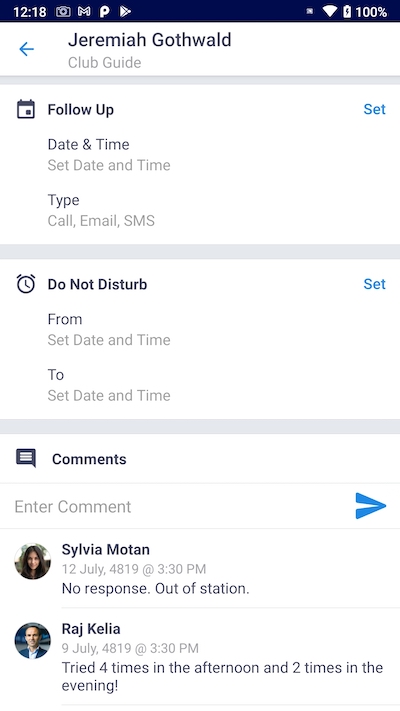 12:18 100%
Jeremiah Gothwald
Club Guide
Follow Up Set
Date & Time
Set Date and Time
Type
Call, Email, SMS
Do Not Disturb Set
From
Set Date and Time
To
Set Date and Time
Comments
Enter Comment
Sylvia Motan
12 July, 4819 @ 3:30 PM
No response. Out of station.
Raj Kelia
9 July, 4819 @ 3:30 PM
Tried 4 times in the afternoon and 2 times in the
evening!